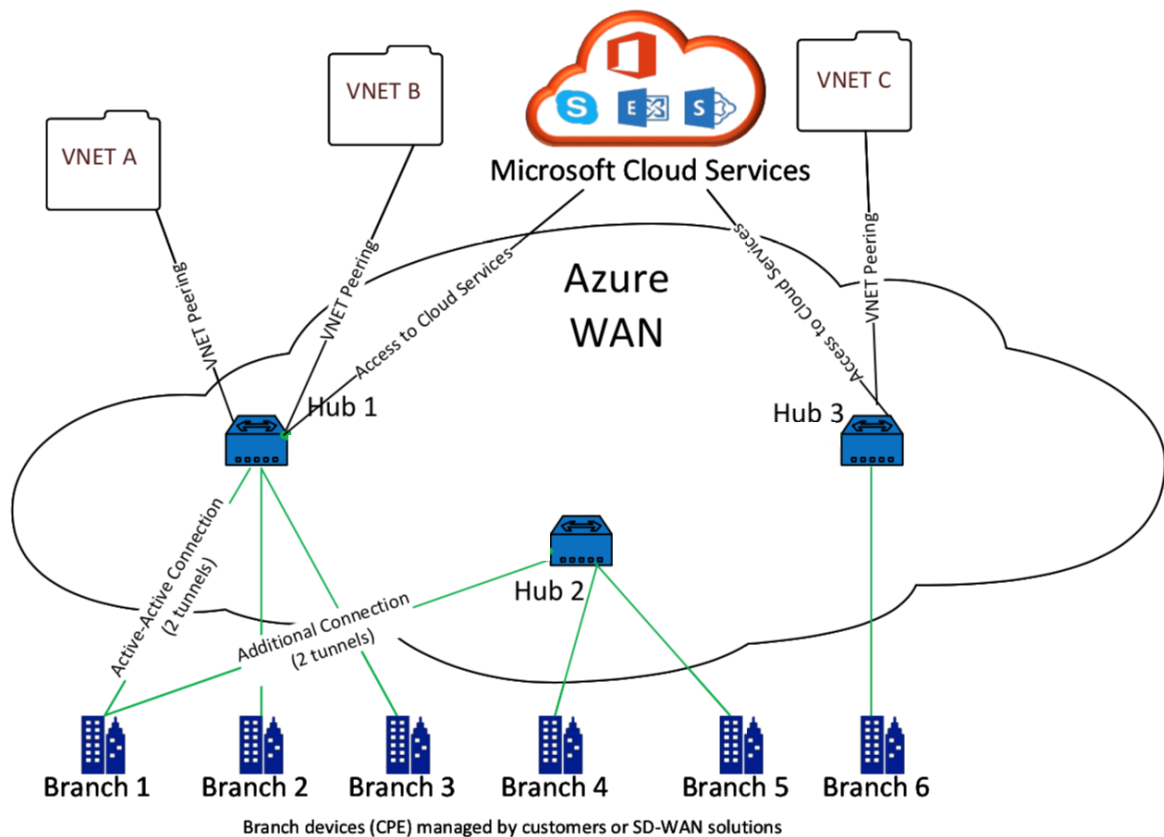 VNET A
VNET B
VNET C
S
E
S
Microsoft Cloud Services
VNET Peering
VNET Peering
Access to Cloud Services
Access to Cloud Services
VNET Peering
Azure
WAN
Hub 1
Hub 3
Hub 2
Active-Active Connection
(2 tunnels)
Additional Connection
(2 tunnels)
Branch 1
Branch 2
Branch 3
Branch 4
Branch 5
Branch 6
Branch devices (CPE) managed by customers or SD-WAN solutions